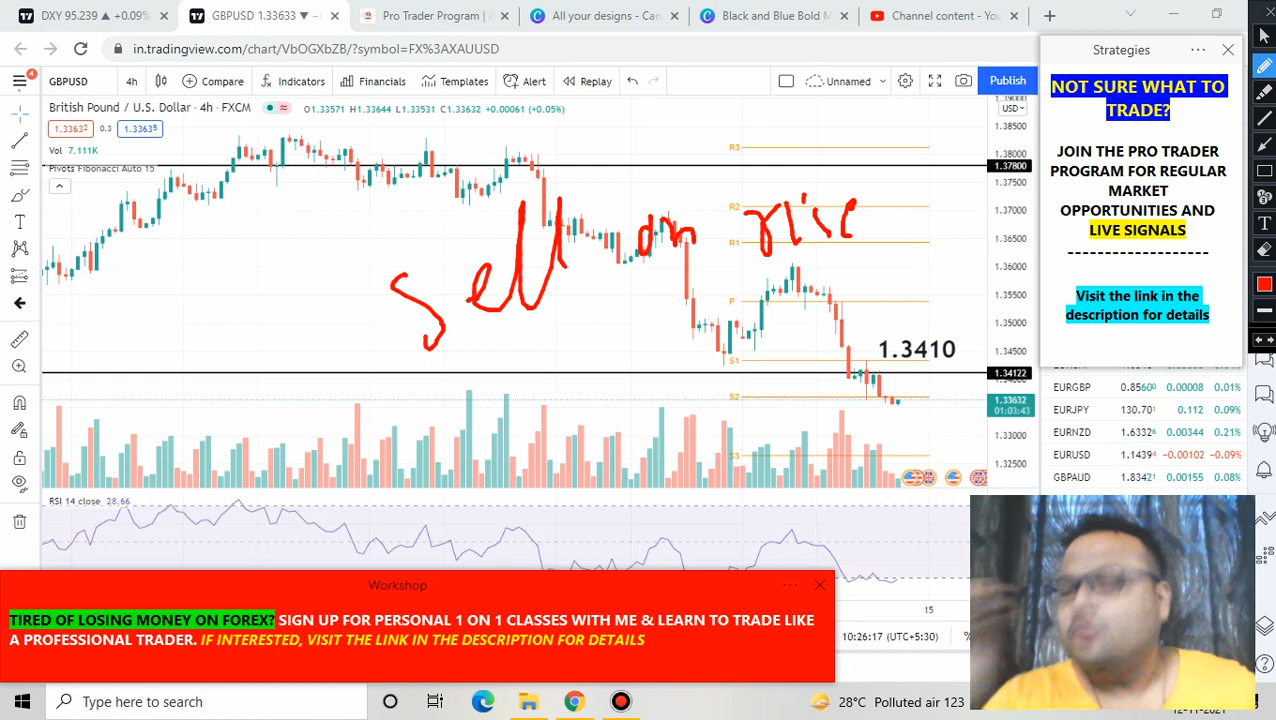 DXY 95.239 ▲ +0.09%
GBPUSD 1.33633 ▼ −
Pro Trader Program | A
All your designs - Can
Black and Blue Bold M
Channel content - You
in.tradingview.com/chart/VbOGXbZB/?symbol=FX%3AXAUUSD
4
GBPUSD
4h
Compare
Indicators
Financials
Templates
Alert
Replay
Unnamed
Publish
British Pound / U.S. Dollar · 4h · FXCM
O1.33571 H1.33644 L1.33531 C1.33632 +0.00061 (+0.05%)
USD
1.33632
0.3
1.33635
Vol 7.111K
Pivots Fibonacci Auto 15
R3
R2
R1
P
S1
S2
S3
sell on rise
1.3410
1.38500
1.38000
1.37800
1.37500
1.37000
1.36500
1.36000
1.35500
1.35000
1.34500
1.34122
1.33632
01:03:43
1.33000
1.32500
RSI 14 close 28.66
15
10:26:17 (UTC+5:30)
%
Strategies
NOT SURE WHAT TO
TRADE?
JOIN THE PRO TRADER
PROGRAM FOR REGULAR
MARKET
OPPORTUNITIES AND
LIVE SIGNALS
--------------------
Visit the link in the
description for details
EURGBP 0.8560 0.00008 0.01%
EURJPY 130.701 0.112 0.09%
EURNZD 1.63326 0.00344 0.21%
EURUSD 1.14394 −0.00102 −0.09%
GBPAUD 1.83421 0.00155 0.08%
Workshop
TIRED OF LOSING MONEY ON FOREX? SIGN UP FOR PERSONAL 1 ON 1 CLASSES WITH ME & LEARN TO TRADE LIKE
A PROFESSIONAL TRADER. IF INTERESTED, VISIT THE LINK IN THE DESCRIPTION FOR DETAILS
Type here to search
28°C Polluted air 123
12-11-2021